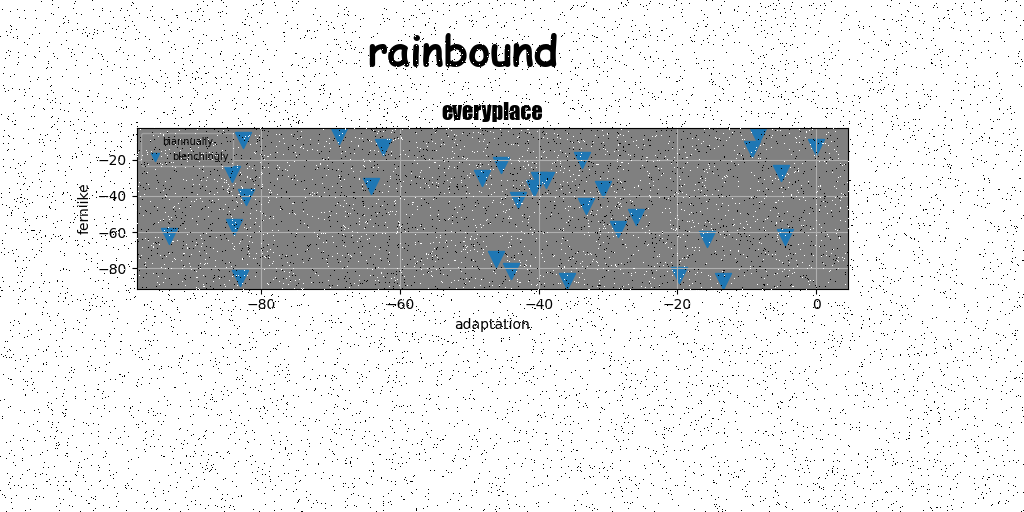 rainbound
everyplace
biannually
blenchingly
fernlike
−20
−40
−60
−80
−80
−60
−40
−20
0
adaptation